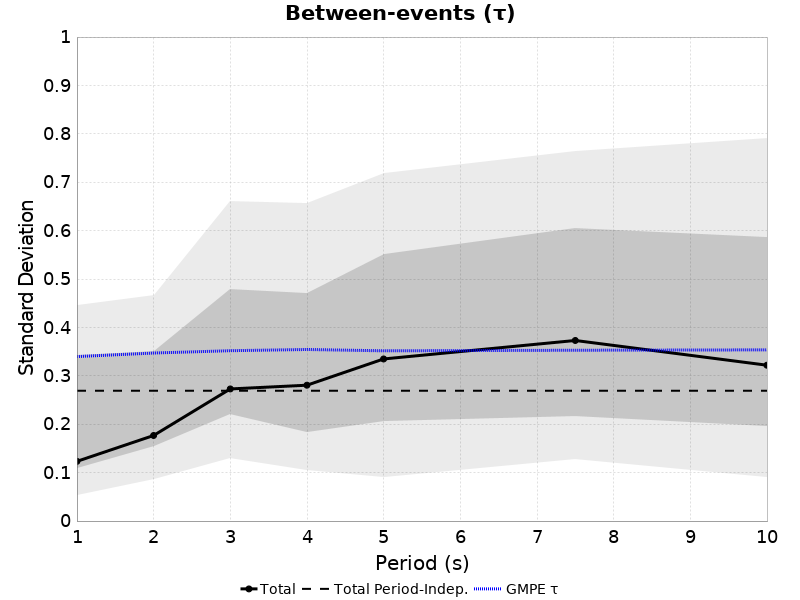 Between-events (τ)
Standard Deviation
1
0.9
0.8
0.7
0.6
0.5
0.4
0.3
0.2
0.1
0
1 2 3 4 5 6 7 8 9 10
Period (s)
Total Total Period-Indep. GMPE τ